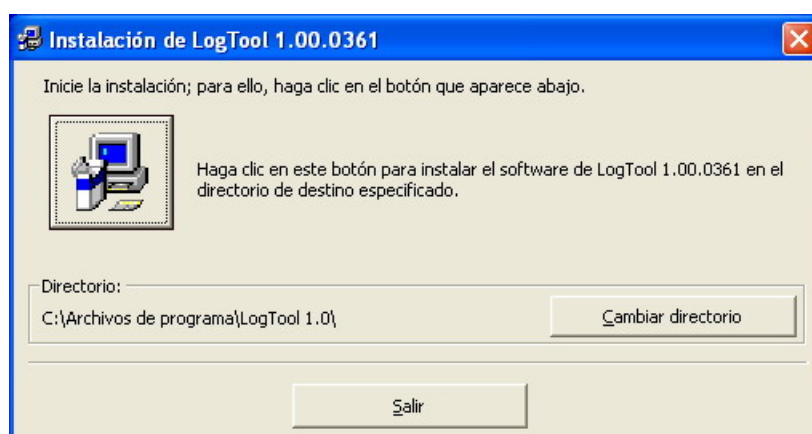 Instalación de LogTool 1.00.0361
Inicie la instalación; para ello, haga clic en el botón que aparece abajo.
Haga clic en este botón para instalar el software de LogTool 1.00.0361 en el
directorio de destino especificado.
Directorio:
C:\Archivos de programa\LogTool 1.0\
Cambiar directorio
Salir